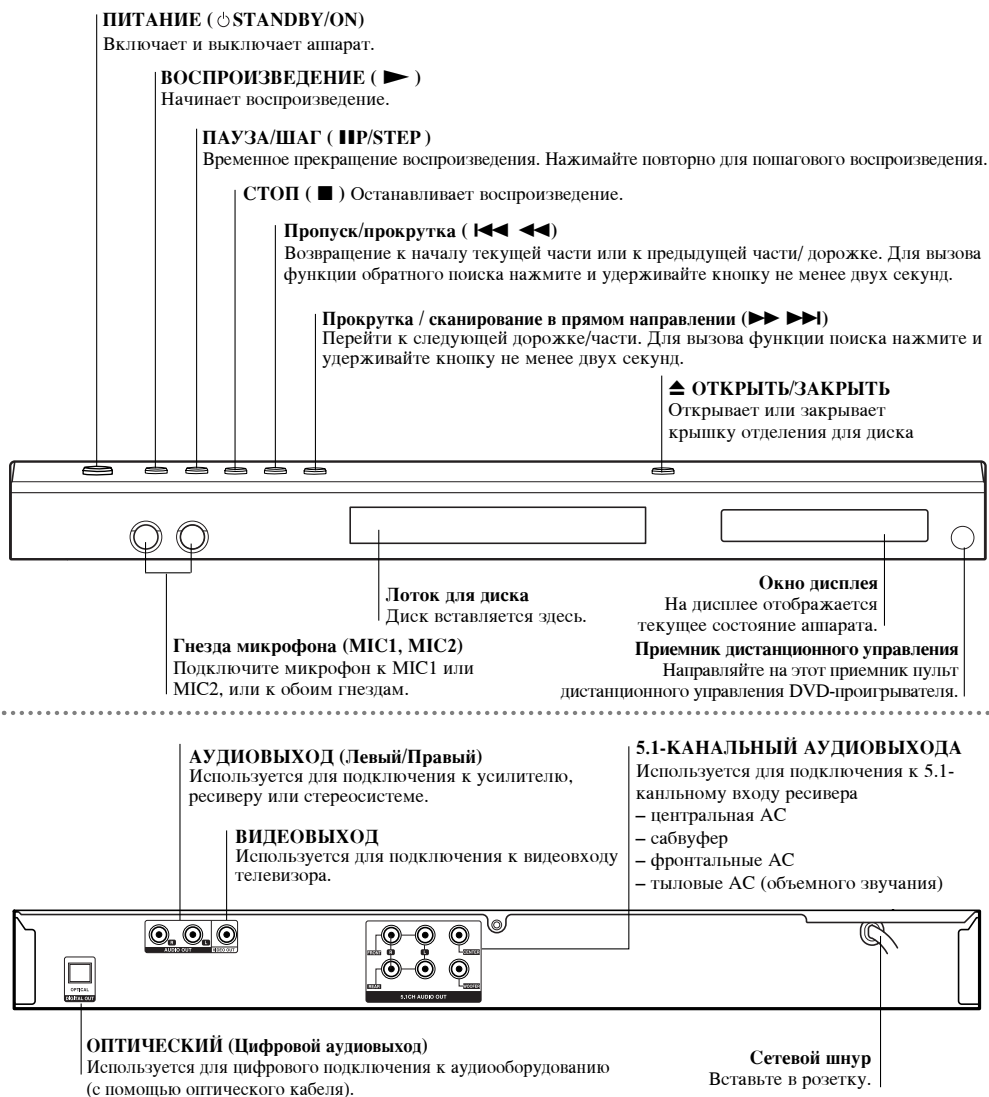 ПИТАНИЕ ( ⏻ STANDBY/ON)
Включает и выключает аппарат.
ВОСПРОИЗВЕДЕНИЕ ( ► )
Начинает воспроизведение.
ПАУЗА/ШАГ ( ❚❚P/STEP )
Временное прекращение воспроизведения. Нажимайте повторно для пошагового воспроизведения.
СТОП ( ■ ) Останавливает воспроизведение.
Пропуск/прокрутка ( I◄◄ ◄◄)
Возвращение к началу текущей части или к предыдущей части/ дорожке. Для вызова
функции обратного поиска нажмите и удерживайте кнопку не менее двух секунд.
Прокрутка / сканирование в прямом направлении (►► ►►I)
Перейти к следующей дорожке/части. Для вызова функции поиска нажмите и
удерживайте кнопку не менее двух секунд.
⏏ ОТКРЫТЬ/ЗАКРЫТЬ
Открывает или закрывает
крышку отделения для диска
Лоток для диска
Диск вставляется здесь.
Окно дисплея
На дисплее отображается
текущее состояние аппарата.
Гнезда микрофона (MIC1, MIC2)
Подключите микрофон к MIC1 или
MIC2, или к обоим гнездам.
Приемник дистанционного управления
Направляйте на этот приемник пульт
дистанционного управления DVD-проигрывателя.
АУДИОВЫХОД (Левый/Правый)
Используется для подключения к усилителю,
ресиверу или стереосистеме.
ВИДЕОВЫХОД
Используется для подключения к видеовходу
телевизора.
5.1-КАНАЛЬНЫЙ АУДИОВЫХОДА
Используется для подключения к 5.1-
канльному входу ресивера
– центральная АС
– сабвуфер
– фронтальные АС
– тыловые АС (объемного звучания)
R L
AUDIO OUT VIDEO OUT
FRONT R L CENTER
REAR WOOFER
5.1CH AUDIO OUT
OPTICAL
DIGITAL OUT
ОПТИЧЕСКИЙ (Цифровой аудиовыход)
Используется для цифрового подключения к аудиооборудованию
(с помощью оптического кабеля).
Сетевой шнур
Вставьте в розетку.